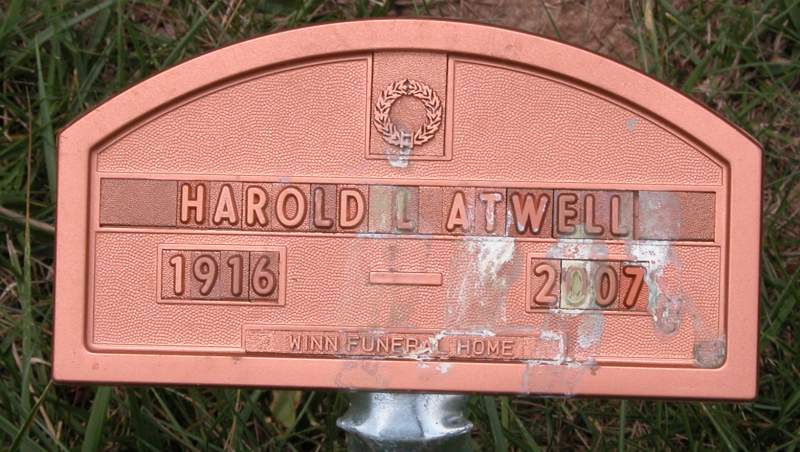 HAROLD L ATWELL
1916 — 2007
WINN FUNERAL HOME